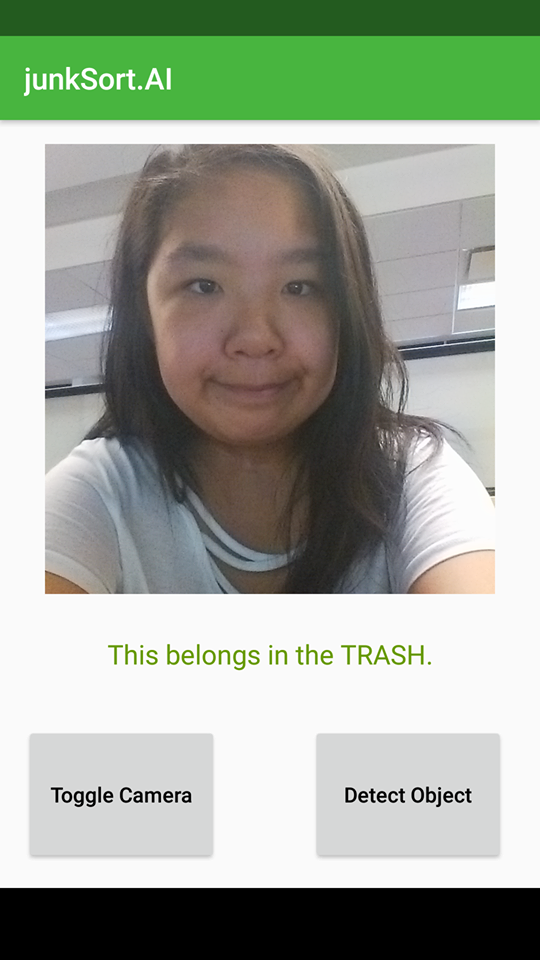 junkSort.AI
This belongs in the TRASH.
Toggle Camera
Detect Object